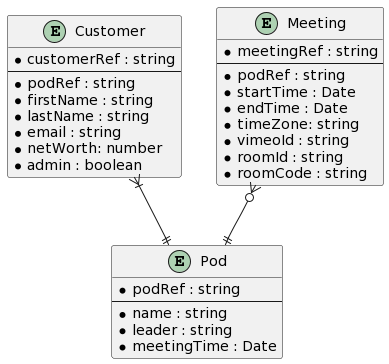 E Customer
customerRef : string
podRef : string
firstName : string
lastName : string
email : string
netWorth: number
admin : boolean
E Meeting
meetingRef : string
podRef : string
startTime : Date
endTime : Date
timeZone: string
vimeoId : string
roomId : string
roomCode : string
E Pod
podRef : string
name : string
leader : string
meetingTime : Date